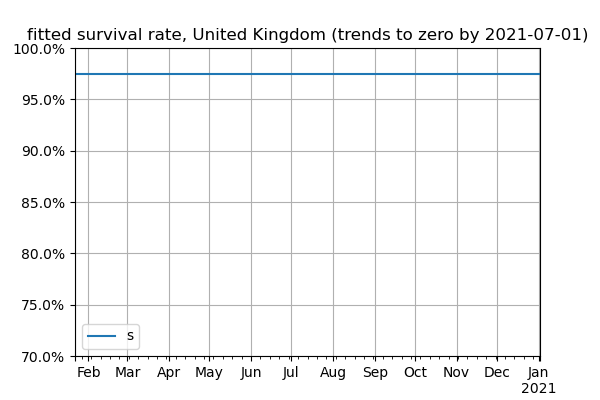 fitted survival rate, United Kingdom (trends to zero by 2021-07-01)
100.0%
95.0%
90.0%
85.0%
80.0%
75.0%
70.0%
s
Feb Mar Apr May Jun Jul Aug Sep Oct Nov Dec Jan
2021